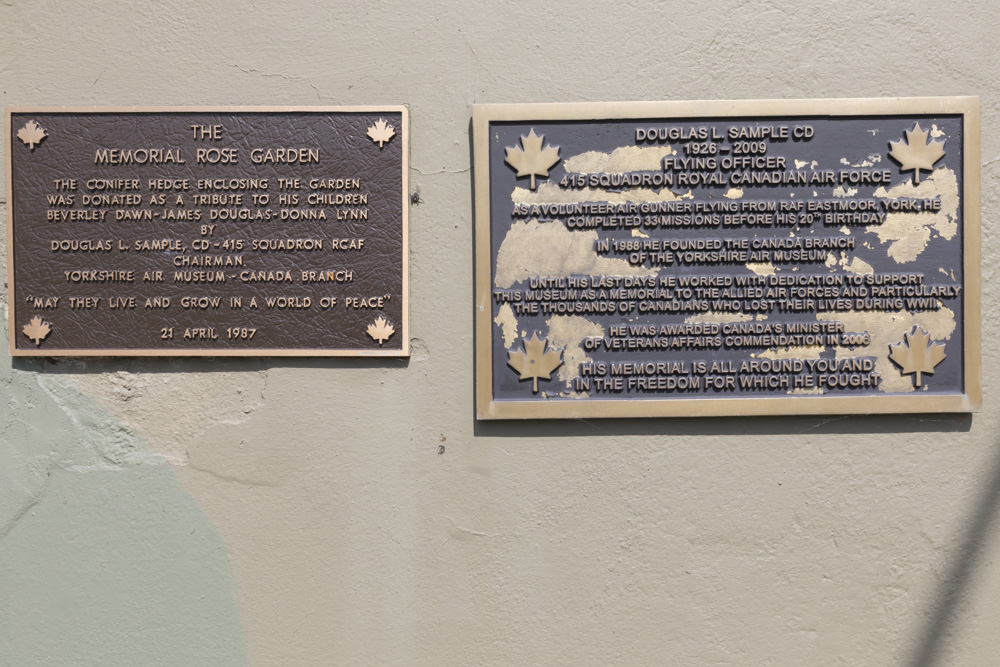 THE
MEMORIAL ROSE GARDEN
THE CONIFER HEDGE ENCLOSING THE GARDEN
WAS DONATED AS A TRIBUTE TO HIS CHILDREN
BEVERLEY DAWN-JAMES DOUGLAS-DONNA LYNN
BY
DOUGLAS L. SAMPLE, CD - 415 SQUADRON RCAF
CHAIRMAN,
YORKSHIRE AIR MUSEUM - CANADA BRANCH
"MAY THEY LIVE AND GROW IN A WORLD OF PEACE"
21 APRIL 1987
DOUGLAS L. SAMPLE CD
1926 - 2009
FLYING OFFICER
415 SQUADRON ROYAL CANADIAN AIR FORCE
AS A VOLUNTEER AIR GUNNER FLYING FROM RAF EASTMOOR, YORK, HE
COMPLETED 33 MISSIONS BEFORE HIS 20TH BIRTHDAY
IN 1988 HE FOUNDED THE CANADA BRANCH
OF THE YORKSHIRE AIR MUSEUM
UNTIL HIS LAST DAYS HE WORKED WITH DEDICATION TO SUPPORT
THIS MUSEUM AS A MEMORIAL TO THE ALLIED AIR FORCES AND PARTICULARLY
THE THOUSANDS OF CANADIANS WHO LOST THEIR LIVES DURING WWII
HE WAS AWARDED CANADA'S MINISTER
OF VETERANS AFFAIRS COMMENDATION IN 2006
HIS MEMORIAL IS ALL AROUND YOU AND
IN THE FREEDOM FOR WHICH HE FOUGHT